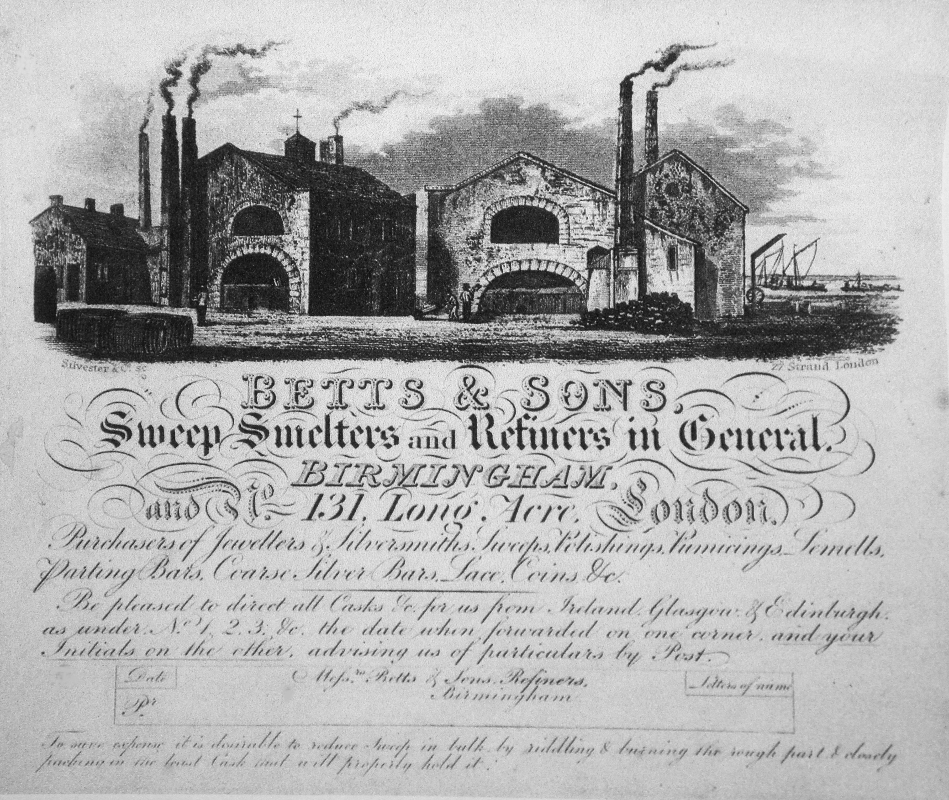 Silvester & Co. sc
27 Strand London
BETTS & SONS,
Sweep Smelters and Refiners in General.
BIRMINGHAM,
and No. 131, Long Acre, London.
Purchasers of Jewellers & Silversmiths Sweeps, Polishings, Pumicings, Lemells,
Parting Bars, Coarse Silver Bars, Lace, Coins, &c.
Be pleased to direct all Casks &c. for us from Ireland, Glasgow, & Edinburgh,
as under No. 1, 2, 3, &c. the date when forwarded on one corner, and your
Initials on the other, advising us of particulars by Post.
Date
Messrs. Betts & Sons, Refiners,
Letters of name
Birmingham
Pr.
To save expense it is desirable to reduce Sweep in bulk, by riddling & burning the rough part & closely
packing in the least Cask that will properly hold it.